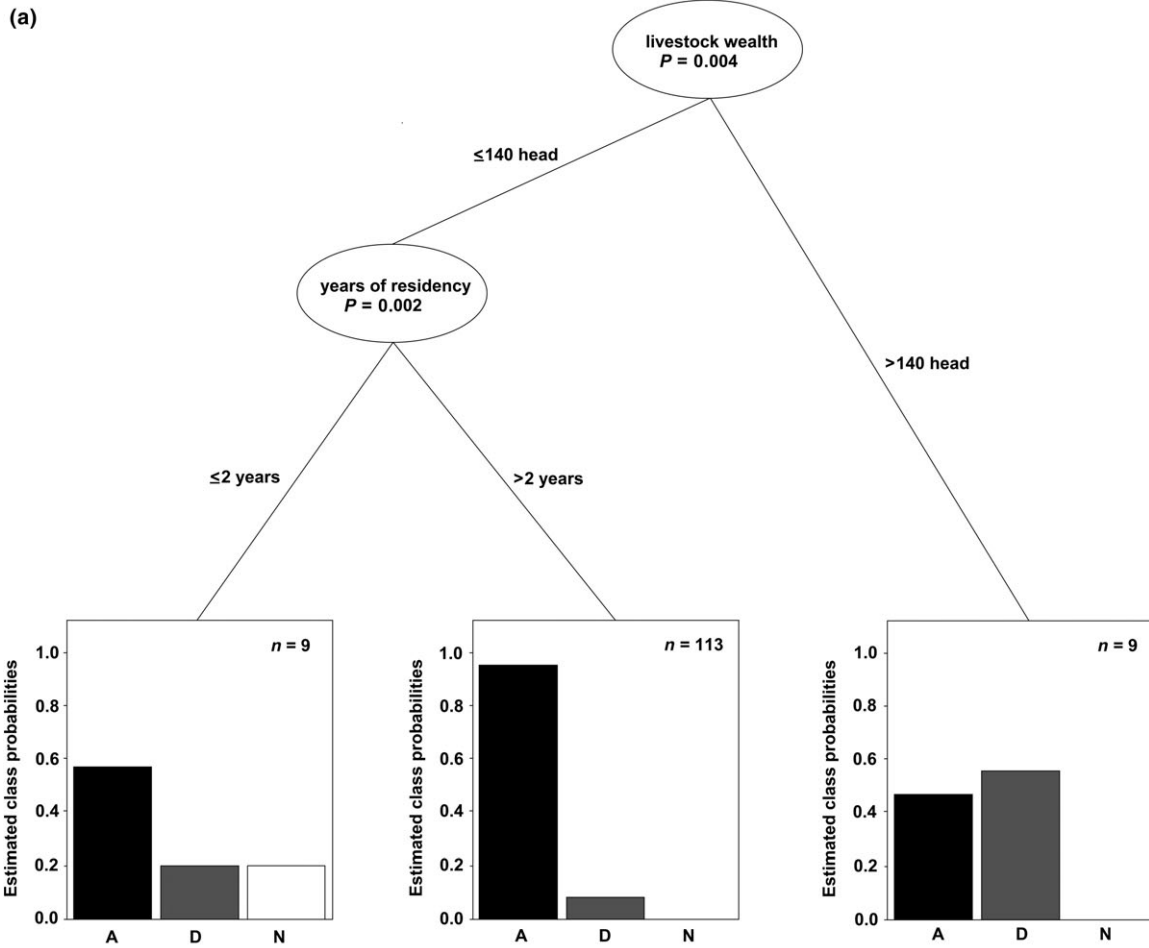 (a)
livestock wealth
P = 0.004
≤140 head
years of residency
P = 0.002
>140 head
≤2 years
>2 years
n = 9
1.0
0.8
0.6
0.4
0.2
0.0
Estimated class probabilities
A D N
n = 113
1.0
0.8
0.6
0.4
0.2
0.0
Estimated class probabilities
A D N
n = 9
1.0
0.8
0.6
0.4
0.2
0.0
Estimated class probabilities
A D N